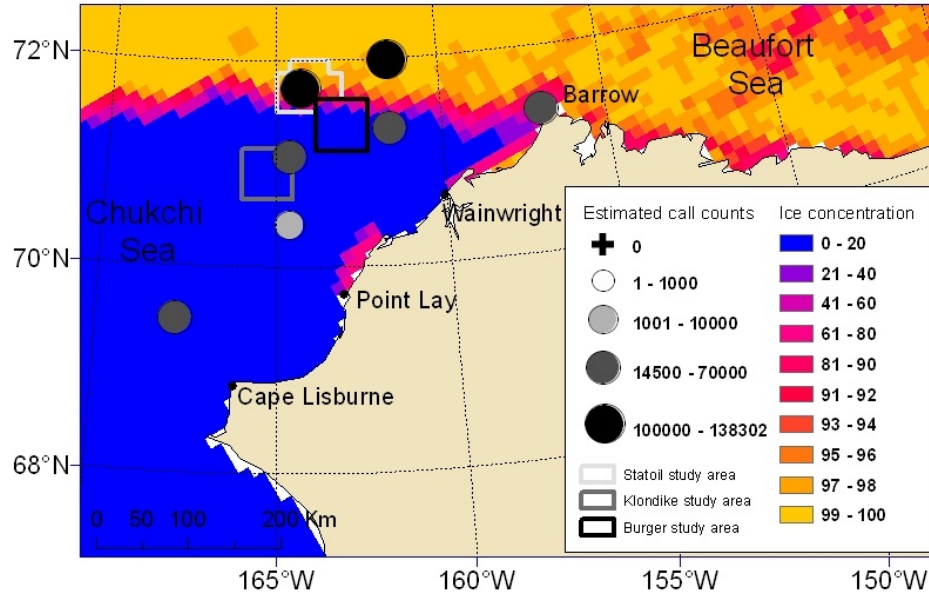 72°N
70°N
68°N
Beaufort
Sea
Barrow
Wainwright
Chukchi
Sea
Point Lay
Cape Lisburne
0 50 100 200 Km
165°W 160°W 155°W 150°W
Estimated call counts
0
1 - 1000
1001 - 10000
14500 - 70000
100000 - 138302
Statoil study area
Klondike study area
Burger study area
Ice concentration
0 - 20
21 - 40
41 - 60
61 - 80
81 - 90
91 - 92
93 - 94
95 - 96
97 - 98
99 - 100